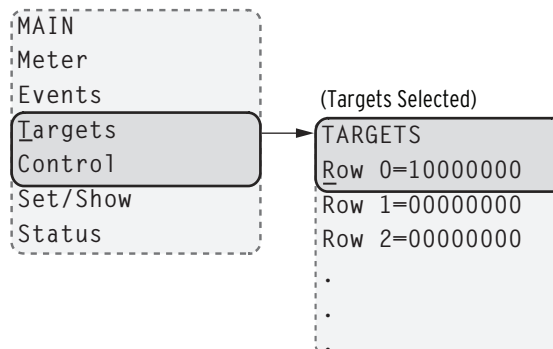 MAIN
Meter
Events
Targets
Control
Set/Show
Status
(Targets Selected)
TARGETS
Row 0=10000000
Row 1=00000000
Row 2=00000000
.
.
.